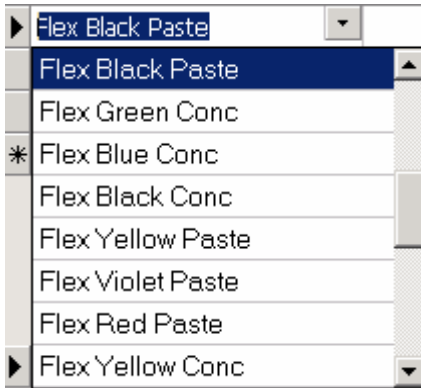 Flex Black Paste
Flex Black Paste
Flex Green Conc
Flex Blue Conc
Flex Black Conc
Flex Yellow Paste
Flex Violet Paste
Flex Red Paste
Flex Yellow Conc